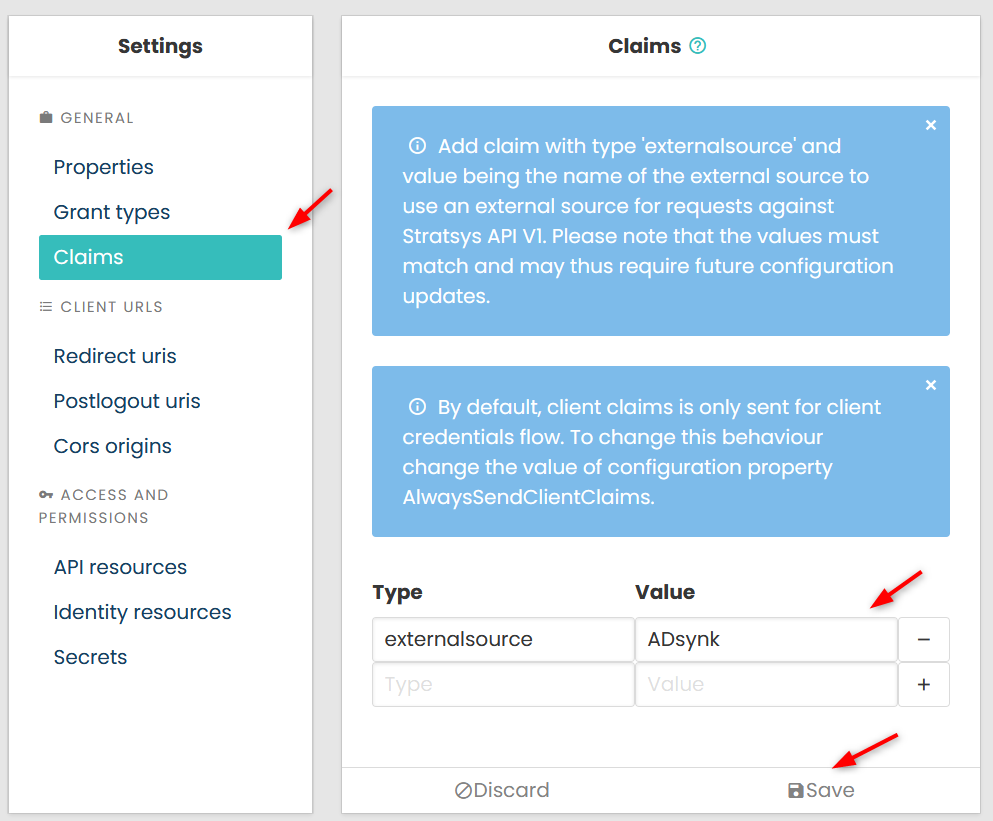 Settings
GENERAL
Properties
Grant types
Claims
CLIENT URLS
Redirect uris
Postlogout uris
Cors origins
ACCESS AND
PERMISSIONS
API resources
Identity resources
Secrets
Claims ?
×
Add claim with type 'externalsource' and
value being the name of the external source to
use an external source for requests against
Stratsys API V1. Please note that the values must
match and may thus require future configuration
updates.
×
By default, client claims is only sent for client
credentials flow. To change this behaviour
change the value of configuration property
AlwaysSendClientClaims.
Type Value
externalsource ADsynk −
Type Value +
Discard Save